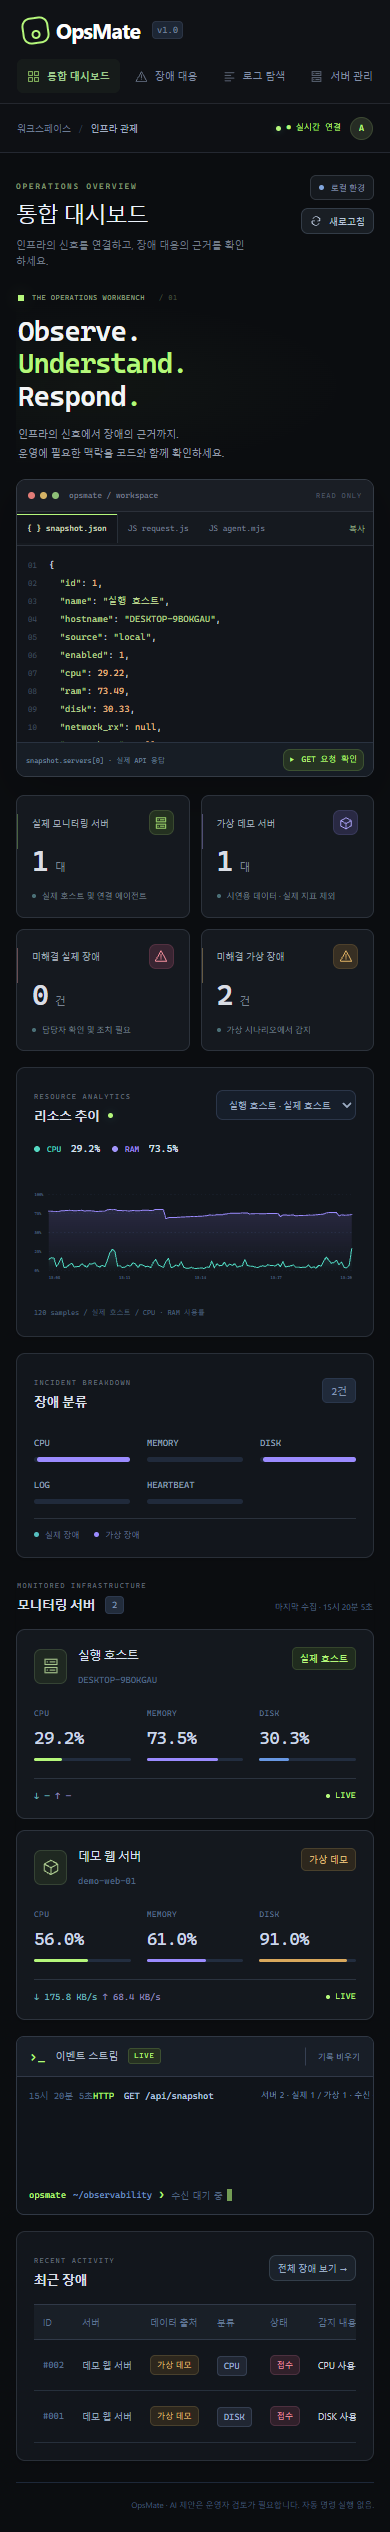 OpsMate v1.0
통합 대시보드 장애 대응 로그 탐색 서버 관리
워크스페이스 / 인프라 관제 실시간 연결 A
OPERATIONS OVERVIEW
로컬 환경
통합 대시보드
새로고침
인프라의 신호를 연결하고, 장애 대응의 근거를 확인
하세요.
THE OPERATIONS WORKBENCH / 01
Observe.
Understand.
Respond.
인프라의 신호에서 장애의 근거까지.
운영에 필요한 맥락을 코드와 함께 확인하세요.
opsmate / workspace READ ONLY
{ } snapshot.json JS request.js JS agent.mjs 복사
01 {
02 "id": 1,
03 "name": "실행 호스트",
04 "hostname": "DESKTOP-9BOKGAU",
05 "source": "local",
06 "enabled": 1,
07 "cpu": 29.22,
08 "ram": 73.49,
09 "disk": 30.33,
10 "network_rx": null,
snapshot.servers[0] · 실제 API 응답 ▶ GET 요청 확인
실제 모니터링 서버
1 대
실제 호스트 및 연결 에이전트
가상 데모 서버
1 대
시연용 데이터 · 실제 지표 제외
미해결 실제 장애
0 건
담당자 확인 및 조치 필요
미해결 가상 장애
2 건
가상 시나리오에서 감지
RESOURCE ANALYTICS
리소스 추이
실행 호스트 · 실제 호스트
CPU 29.2% RAM 73.5%
120 samples / 실제 호스트 / CPU · RAM 사용률
INCIDENT BREAKDOWN
장애 분류
2건
CPU MEMORY DISK
LOG HEARTBEAT
실제 장애 가상 장애
MONITORED INFRASTRUCTURE
모니터링 서버 2
마지막 수집 · 15시 20분 5초
실행 호스트
실제 호스트
DESKTOP-9BOKGAU
CPU MEMORY DISK
29.2% 73.5% 30.3%
↓ — ↑ —
LIVE
데모 웹 서버
가상 데모
demo-web-01
CPU MEMORY DISK
56.0% 61.0% 91.0%
↓ 175.8 KB/s ↑ 68.4 KB/s
LIVE
›_ 이벤트 스트림 LIVE 기록 비우기
15시 20분 5초 HTTP GET /api/snapshot 서버 2 · 실제 1 / 가상 1 · 수신
opsmate ~/observability ❯ 수신 대기 중
RECENT ACTIVITY
최근 장애
전체 장애 보기 →
ID 서버 데이터 출처 분류 상태 감지 내용
#002 데모 웹 서버 가상 데모 CPU 접수 CPU 사용
#001 데모 웹 서버 가상 데모 DISK 접수 DISK 사용
OpsMate · AI 제안은 운영자 검토가 필요합니다. 자동 명령 실행 없음.